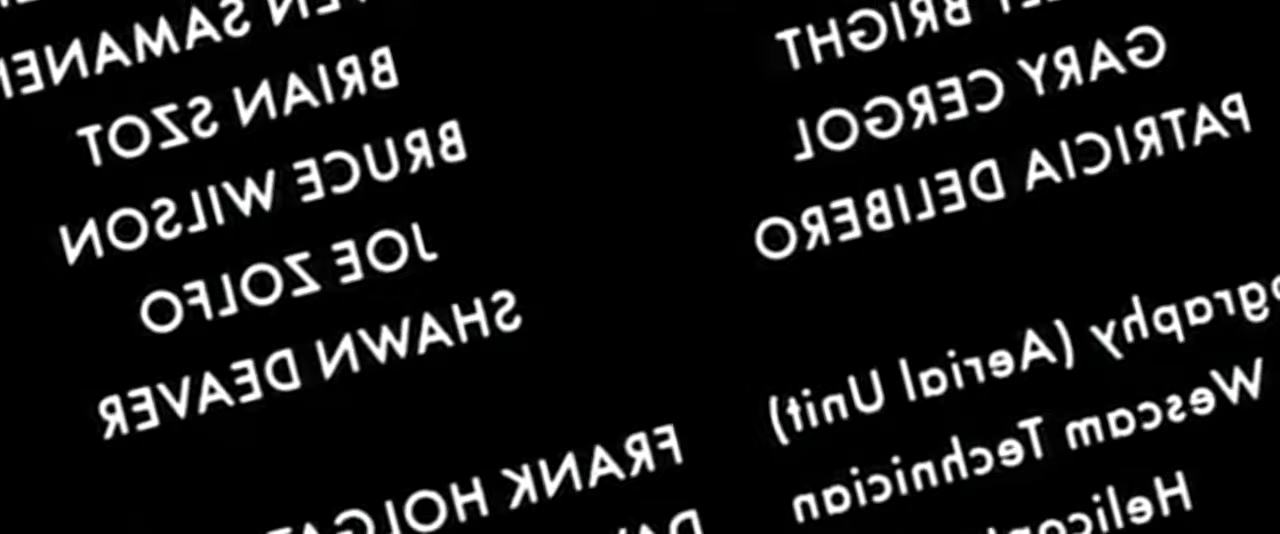 BRIGHT
GARY CERGOL
PATRICIA DELIBERO
BRIAN SZOT
BRUCE WILSON
JOE ZOLFO
SHAWN DEAVER
(Aerial Unit)
Wescam Technician
FRANK